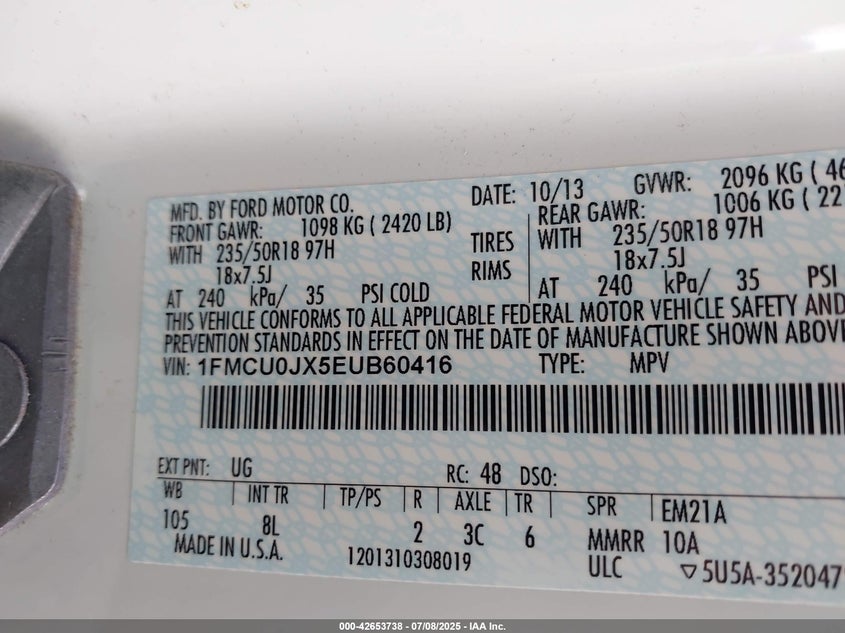 MFD. BY FORD MOTOR CO. DATE: 10/13 GVWR: 2096 KG ( 46
FRONT GAWR: 1098 KG ( 2420 LB) REAR GAWR: 1006 KG ( 22
WITH 235/50R18 97H TIRES WITH 235/50R18 97H
18x7.5J RIMS 18x7.5J
AT 240 kPa/ 35 PSI COLD AT 240 kPa/ 35 PSI
THIS VEHICLE CONFORMS TO ALL APPLICABLE FEDERAL MOTOR VEHICLE SAFETY AND
PREVENTION STANDARDS IN EFFECT ON THE DATE OF MANUFACTURE SHOWN ABOVE
VIN: 1FMCU0JX5EUB60416 TYPE: MPV
EXT PNT: UG RC: 48 DSO:
WB INT TR TP/PS R AXLE TR SPR EM21A
105 8L 2 3C 6 MMRR 10A
MADE IN U.S.A. 1201310308019 ULC ▽5U5A-352047
000-42653738 - 07/08/2025 - IAA Inc.